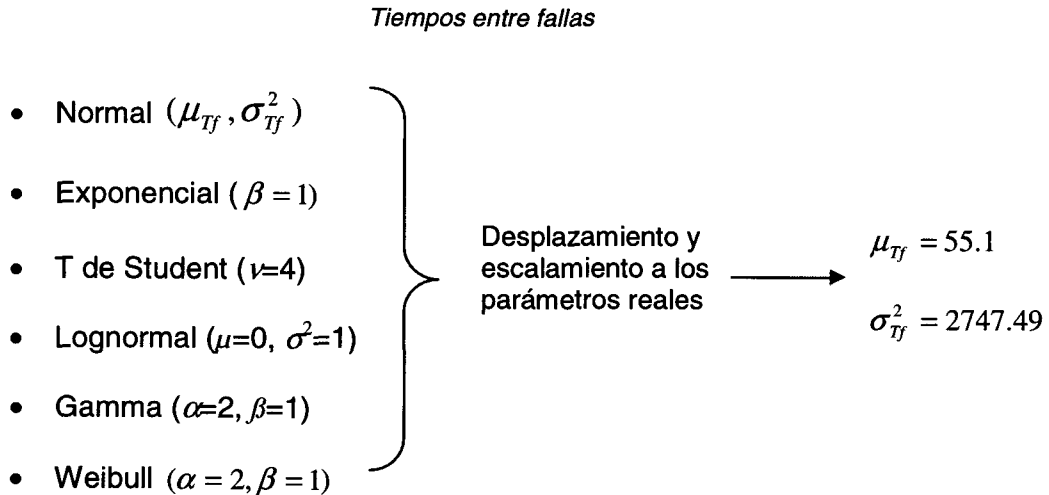 Tiempos entre fallas
• Normal (μ_Tf, σ²_Tf)
• Exponencial (β = 1)
• T de Student (ν=4)
• Lognormal (μ=0, σ²=1)
• Gamma (α=2, β=1)
• Weibull (α = 2, β = 1)
Desplazamiento y
escalamiento a los
parámetros reales
μ_Tf = 55.1
σ²_Tf = 2747.49